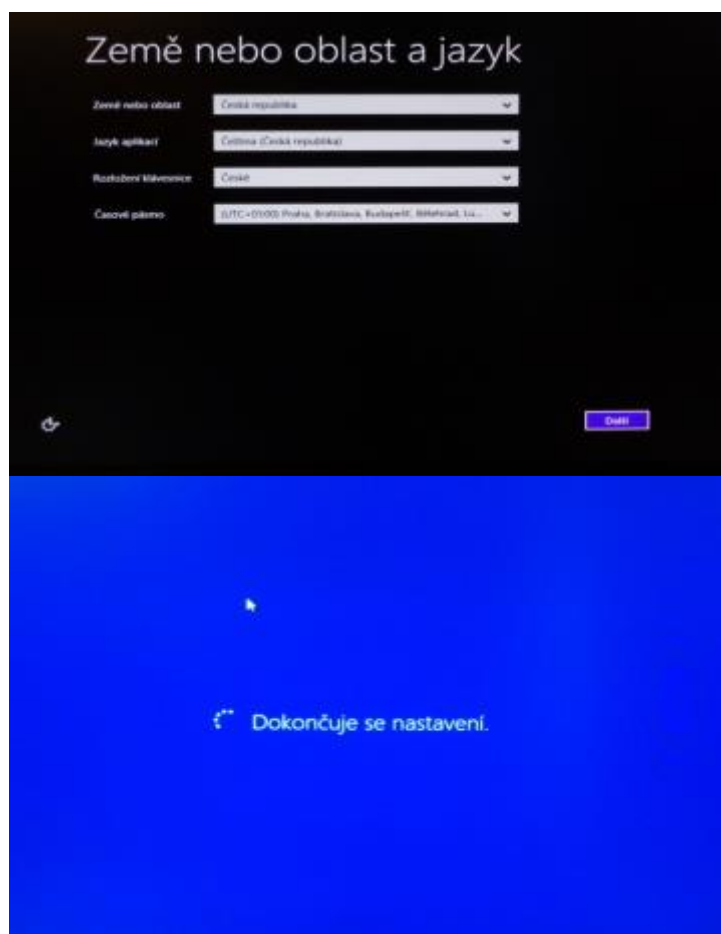 Země nebo oblast a jazyk
Země nebo oblast
Česká republika
Jazyk aplikací
Čeština (Česká republika)
Rozložení klávesnice
České
Časové pásmo
(UTC+01:00) Praha, Bratislava, Budapešť, Bělehrad, Lu...
Další
Dokončuje se nastavení.